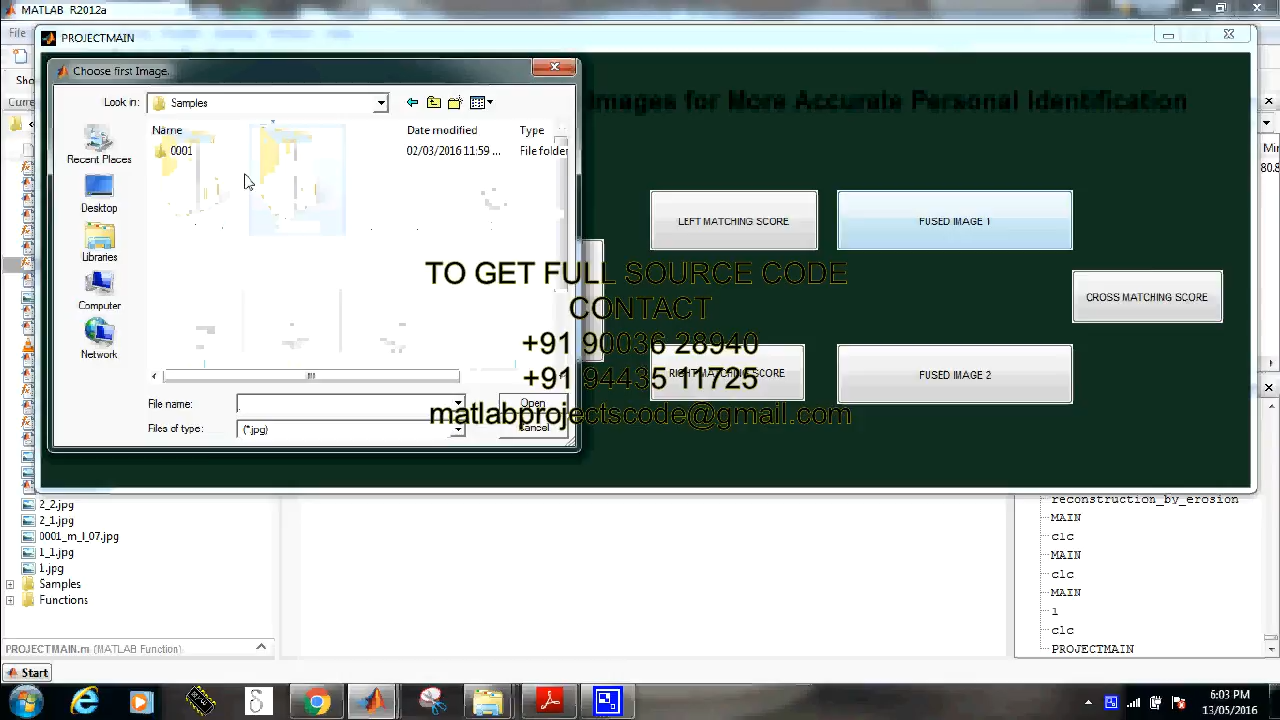 MATLAB R2012a
File
PROJECTMAIN
Choose first Image.
Look in:
Samples
Images for More Accurate Personal Identification
Name
Date modified
Type
0001
02/03/2016 11:59 ...
File folder
Recent Places
Desktop
Libraries
Computer
Network
File name:
Open
Files of type:
(*.jpg)
Cancel
LEFT MATCHING SCORE
FUSED IMAGE 1
CROSS MATCHING SCORE
RIGHT MATCHING SCORE
FUSED IMAGE 2
TO GET FULL SOURCE CODE
CONTACT
+91 90036 28940
+91 94435 11725
matlabprojectscode@gmail.com
2_2.jpg
2_1.jpg
0001_m_l_07.jpg
1_1.jpg
1.jpg
Samples
Functions
PROJECTMAIN.m (MATLAB Function)
reconstruction_by_erosion
MAIN
clc
MAIN
clc
MAIN
clc
PROJECTMAIN
Start
6:03 PM
13/05/2016